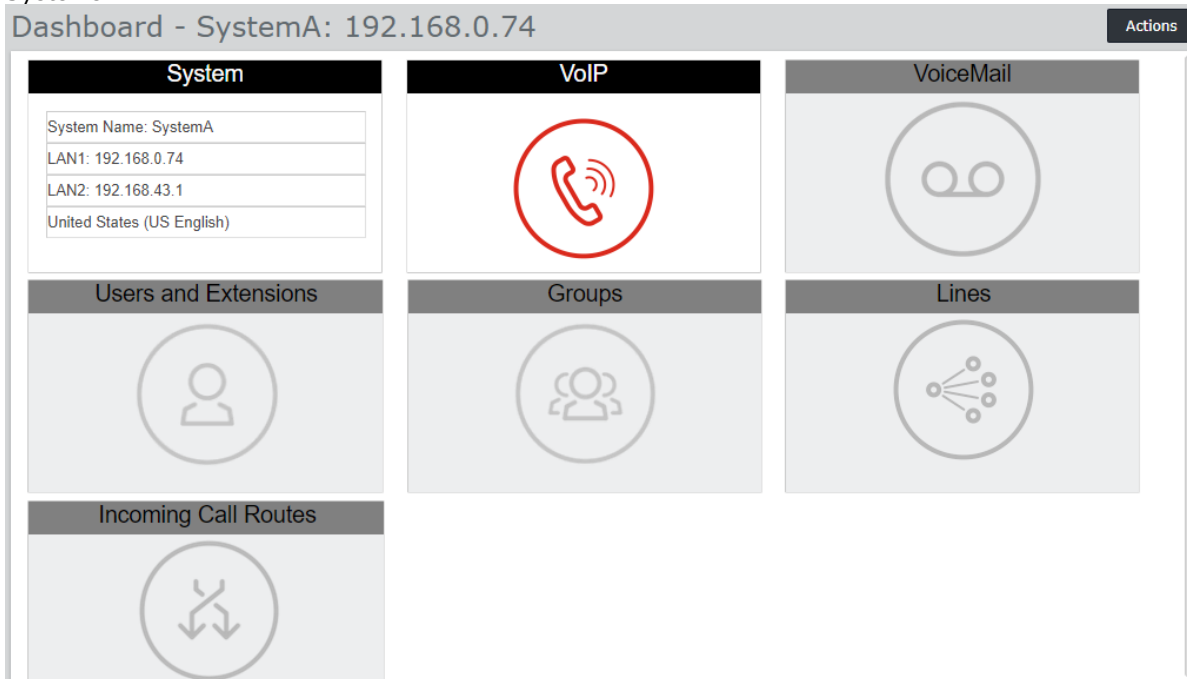 Dashboard - SystemA: 192.168.0.74
Actions
System
VoIP
VoiceMail
System Name: SystemA
LAN1: 192.168.0.74
LAN2: 192.168.43.1
United States (US English)
Users and Extensions
Groups
Lines
Incoming Call Routes